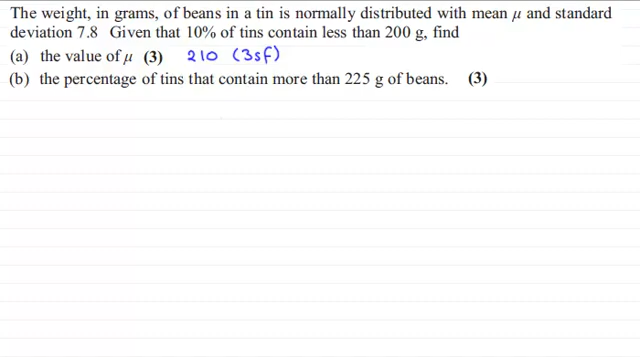 The weight, in grams, of beans in a tin is normally distributed with mean μ and standard
deviation 7.8 Given that 10% of tins contain less than 200 g, find
(a) the value of μ (3) 210 (3sf)
(b) the percentage of tins that contain more than 225 g of beans. (3)